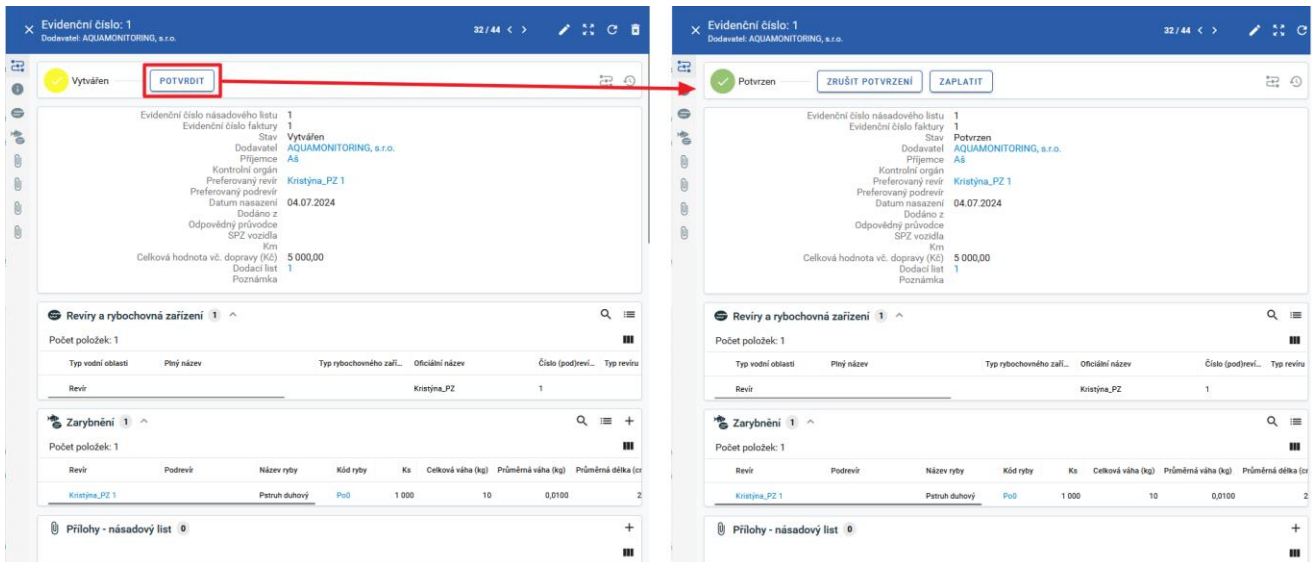 Evidenční číslo: 1
Dodavatel: AQUAMONITORING, s.r.o.
32 / 44
Vytvářen
POTVRDIT
Evidenční číslo násadového listu 1
Evidenční číslo faktury 1
Stav Vytvářen
Dodavatel AQUAMONITORING, s.r.o.
Příjemce Aš
Kontrolní orgán
Preferovaný revír Kristýna_PZ 1
Preferovaný podrevír
Datum nasazení 04.07.2024
Dodáno z
Odpovědný průvodce
SPZ vozidla
Km
Celková hodnota vč. dopravy (Kč) 5 000,00
Dodací list 1
Poznámka
Revíry a rybochovná zařízení 1
Počet položek: 1
Typ vodní oblasti Plný název Typ rybochovného zaří... Oficiální název Číslo (pod)reví... Typ revíru
Revír Kristýna_PZ 1
Zarybnění 1
Počet položek: 1
Revír Podrevír Název ryby Kód ryby Ks Celková váha (kg) Průměrná váha (kg) Průměrná délka (cm
Kristýna_PZ 1 Pstruh duhový Po0 1 000 10 0,0100 2
Přílohy - násadový list 0
Evidenční číslo: 1
Dodavatel: AQUAMONITORING, s.r.o.
32 / 44
Potvrzen
ZRUŠIT POTVRZENÍ
ZAPLATIT
Evidenční číslo násadového listu 1
Evidenční číslo faktury 1
Stav Potvrzen
Dodavatel AQUAMONITORING, s.r.o.
Příjemce Aš
Kontrolní orgán
Preferovaný revír Kristýna_PZ 1
Preferovaný podrevír
Datum nasazení 04.07.2024
Dodáno z
Odpovědný průvodce
SPZ vozidla
Km
Celková hodnota vč. dopravy (Kč) 5 000,00
Dodací list 1
Poznámka
Revíry a rybochovná zařízení 1
Počet položek: 1
Typ vodní oblasti Plný název Typ rybochovného zaří... Oficiální název Číslo (pod)reví... Typ revíru
Revír Kristýna_PZ 1
Zarybnění 1
Počet položek: 1
Revír Podrevír Název ryby Kód ryby Ks Celková váha (kg) Průměrná váha (kg) Průměrná délka (cm
Kristýna_PZ 1 Pstruh duhový Po0 1 000 10 0,0100 2
Přílohy - násadový list 0